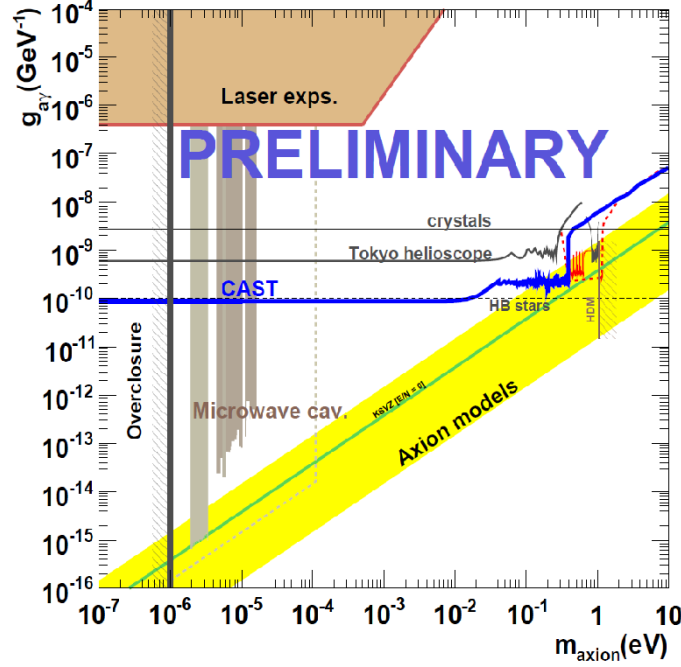 g_aγ(GeV⁻¹)
10⁻⁴
10⁻⁵
10⁻⁶
10⁻⁷
10⁻⁸
10⁻⁹
10⁻¹⁰
10⁻¹¹
10⁻¹²
10⁻¹³
10⁻¹⁴
10⁻¹⁵
10⁻¹⁶
Laser exps.
PRELIMINARY
crystals
Tokyo helioscope
CAST
HB stars
HDM
Overclosure
Microwave cav.
KSVZ [E/N = 0]
Axion models
10⁻⁷ 10⁻⁶ 10⁻⁵ 10⁻⁴ 10⁻³ 10⁻² 10⁻¹ 1 10
m_axion(eV)